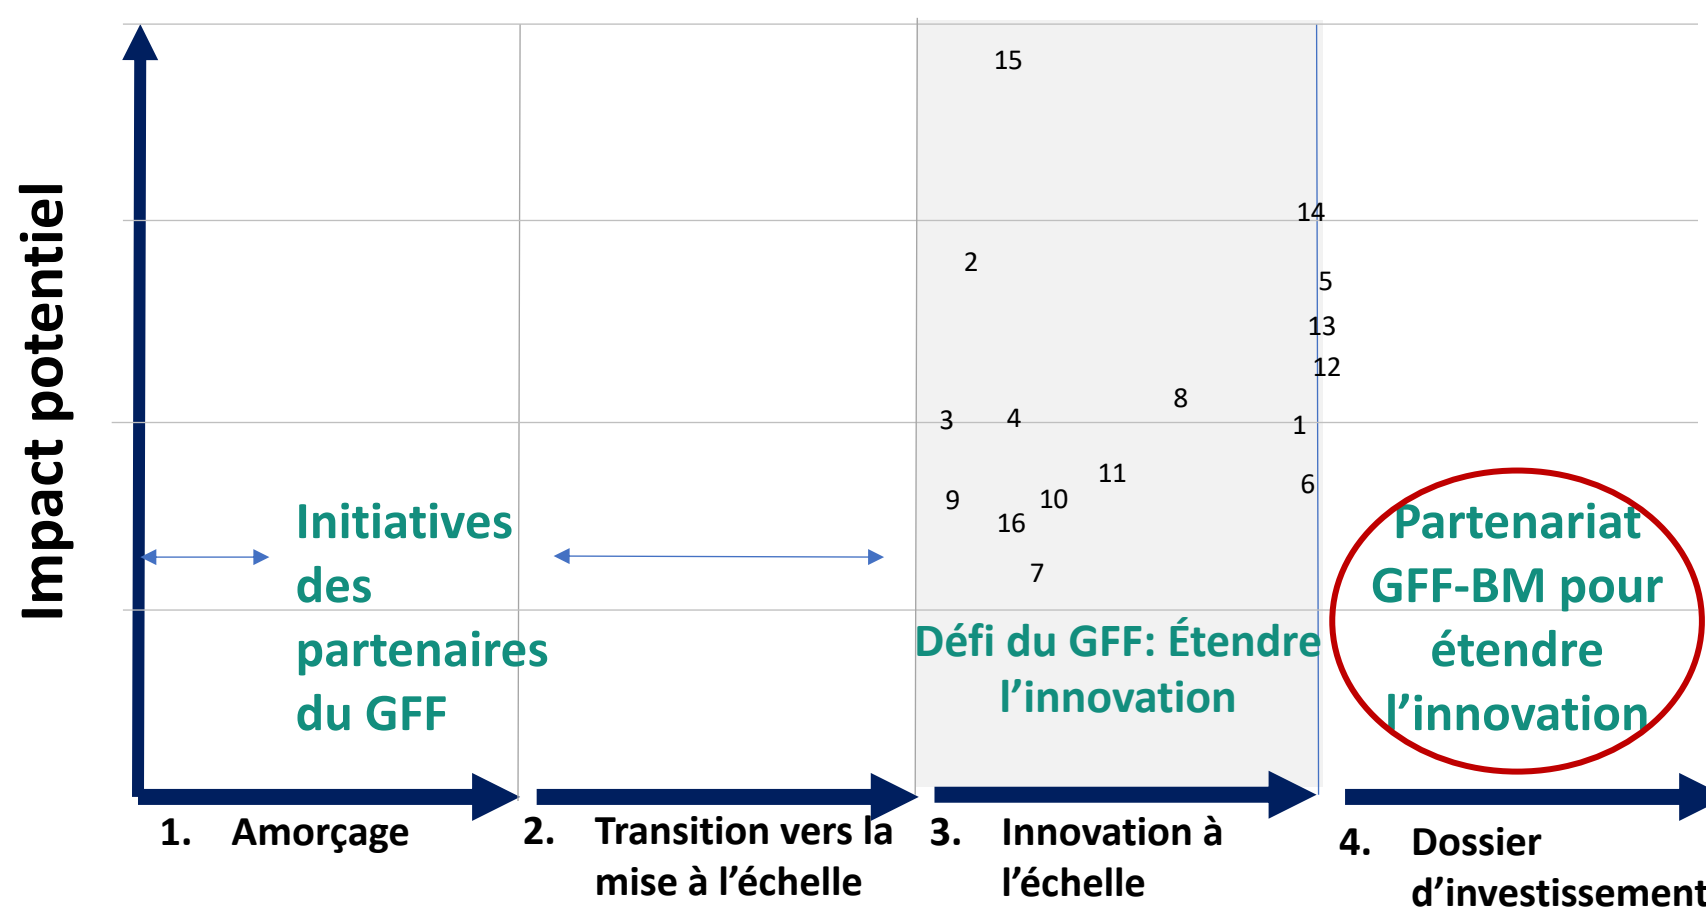 Impact potentiel
15
14
2
5
13
12
8
3
4
1
11
6
9
10
16
7
Initiatives
des
partenaires
du GFF
Défi du GFF: Étendre
l’innovation
Partenariat
GFF-BM pour
étendre
l’innovation
1. Amorçage
2. Transition vers la
mise à l’échelle
3. Innovation à
l’échelle
4. Dossier
d’investissement